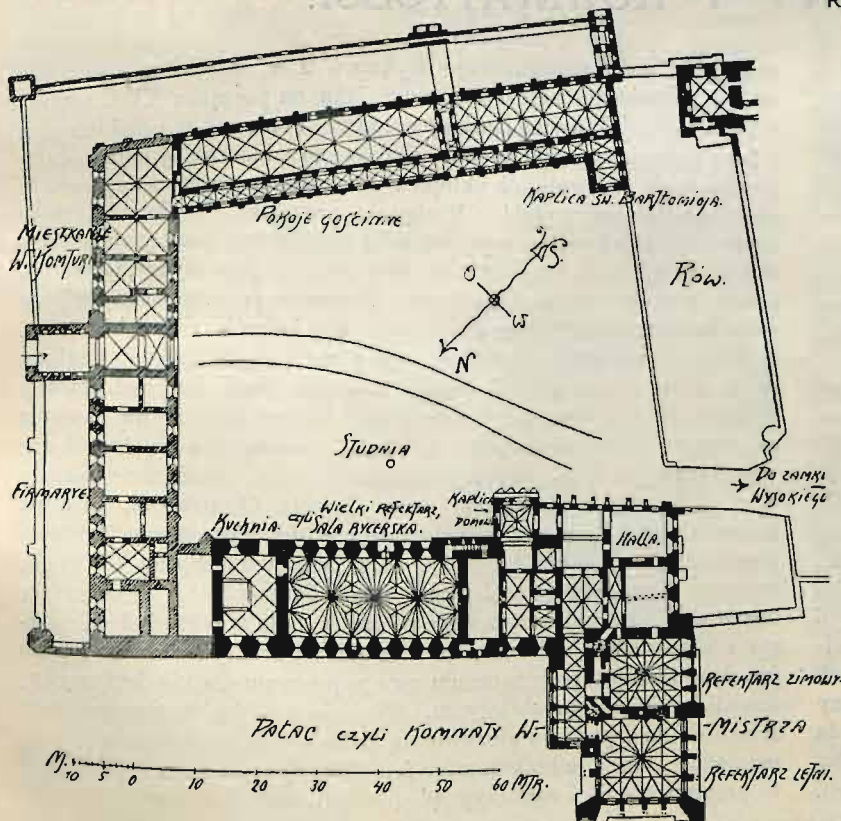 R
Pokoje gościnne
Kaplica św. Bartłomieja.
Mieszkanie
W. Komtura
Rów.
O
S.
W
N
Studnia
Do zamku
Wysokiego
Firmarye
Kuchnia
czyli
Wielki refektarz,
Sala rycerska.
Kaplica
domowa
Halla.
Refektarz zimowy
Pałac czyli komnaty W-
-Mistrza
Refektarz letni.
M.
10 5 0 10 20 30 40 50 60 Mtr.